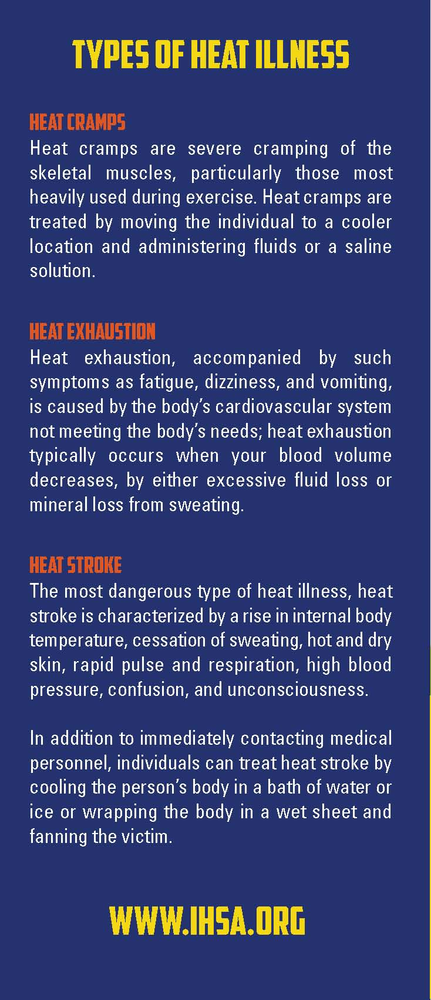 TYPES OF HEAT ILLNESS
HEAT CRAMPS
Heat cramps are severe cramping of the
skeletal muscles, particularly those most
heavily used during exercise. Heat cramps are
treated by moving the individual to a cooler
location and administering fluids or a saline
solution.
HEAT EXHAUSTION
Heat exhaustion, accompanied by such
symptoms as fatigue, dizziness, and vomiting,
is caused by the body’s cardiovascular system
not meeting the body’s needs; heat exhaustion
typically occurs when your blood volume
decreases, by either excessive fluid loss or
mineral loss from sweating.
HEAT STROKE
The most dangerous type of heat illness, heat
stroke is characterized by a rise in internal body
temperature, cessation of sweating, hot and dry
skin, rapid pulse and respiration, high blood
pressure, confusion, and unconsciousness.
In addition to immediately contacting medical
personnel, individuals can treat heat stroke by
cooling the person’s body in a bath of water or
ice or wrapping the body in a wet sheet and
fanning the victim.
WWW.IHSA.ORG